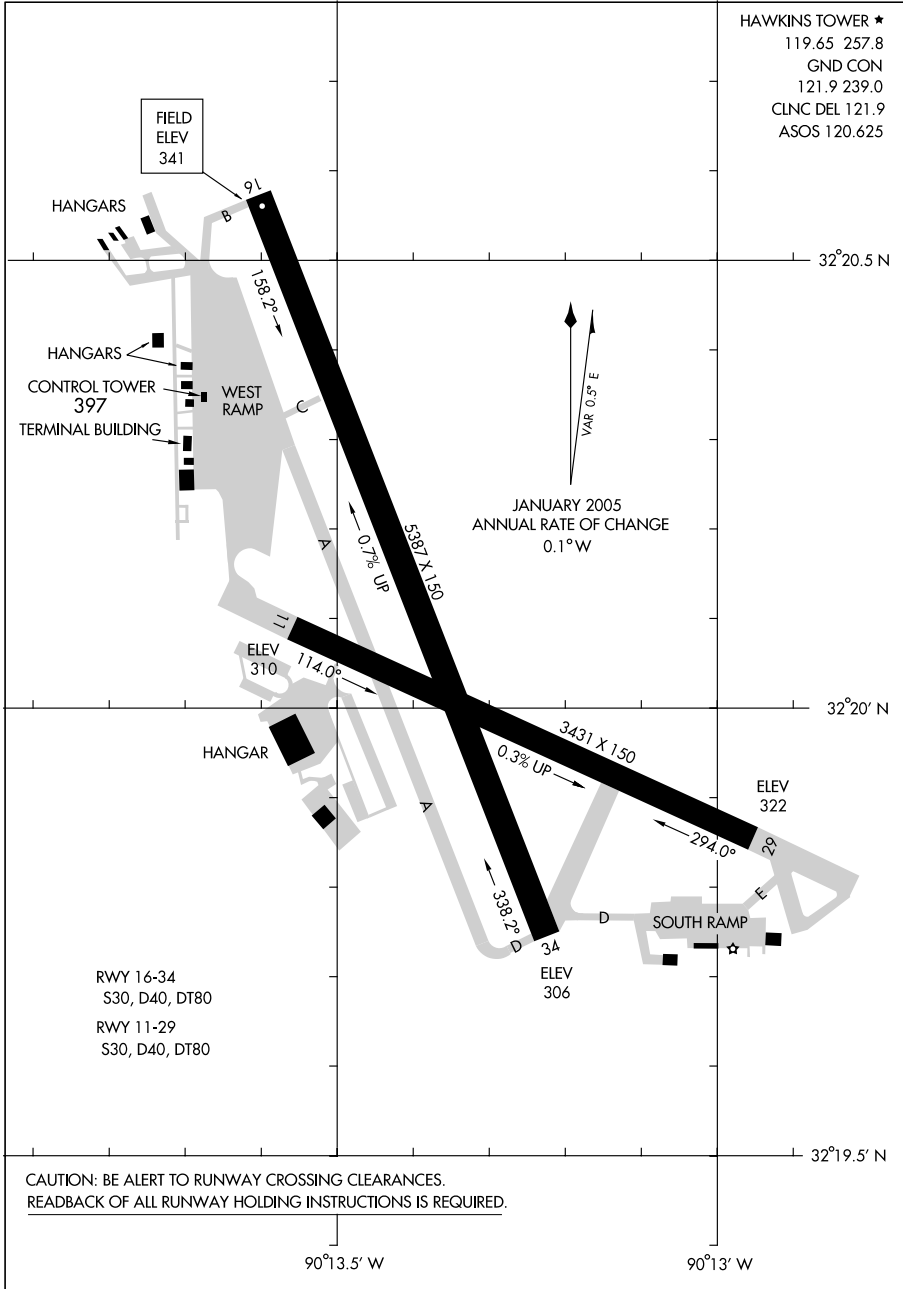 HAWKINS TOWER ★
119.65 257.8
GND CON
121.9 239.0
CLNC DEL 121.9
ASOS 120.625
FIELD
ELEV
341
16
B
HANGARS
32°20.5 N
158.2°
HANGARS
CONTROL TOWER
397
TERMINAL BUILDING
WEST
RAMP
C
VAR 0.5° E
JANUARY 2005
ANNUAL RATE OF CHANGE
0.1° W
A
0.7% UP
5387 X 150
11
ELEV
310
114.0°
32°20' N
HANGAR
3431 X 150
0.3% UP
ELEV
322
A
294.0°
29
338.2°
E
D
SOUTH RAMP
D
34
ELEV
306
RWY 16-34
S30, D40, DT80
RWY 11-29
S30, D40, DT80
32°19.5' N
CAUTION: BE ALERT TO RUNWAY CROSSING CLEARANCES.
READBACK OF ALL RUNWAY HOLDING INSTRUCTIONS IS REQUIRED.
90°13.5' W
90°13' W